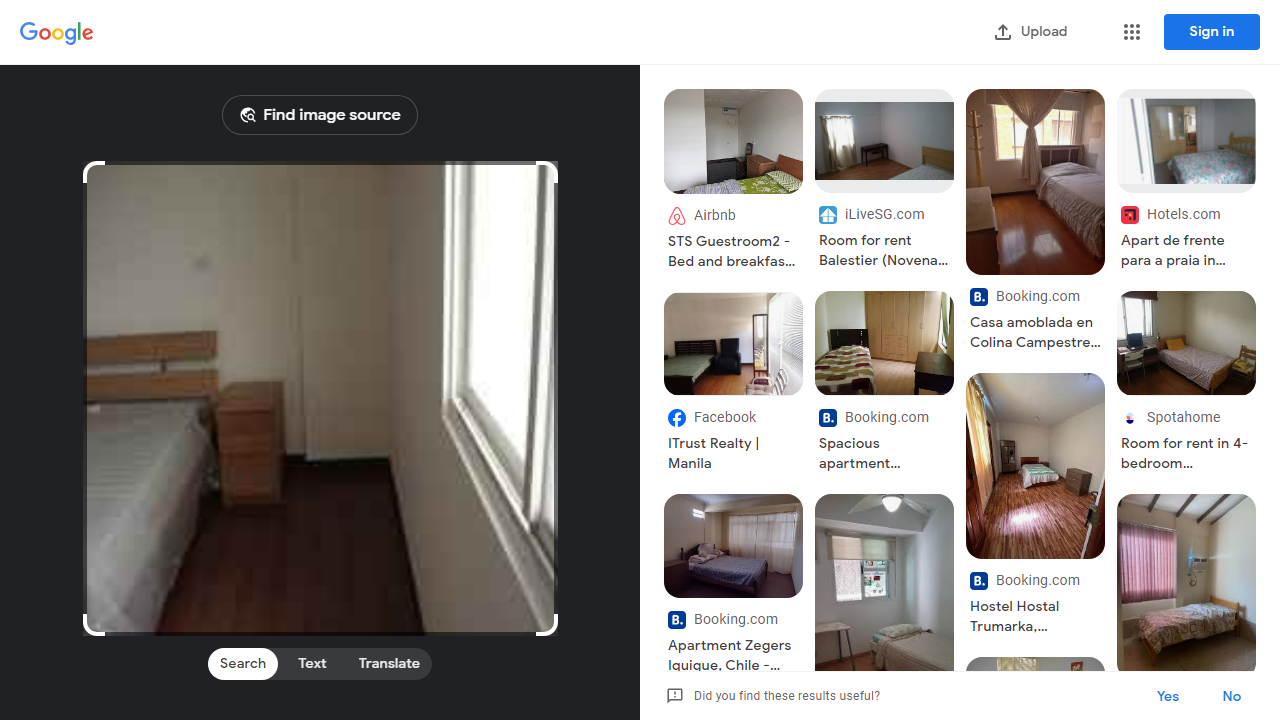 Google
Upload
Sign in
Find image source
Search
Text
Translate
Airbnb
STS Guestroom2 -
Bed and breakfas...
iLiveSG.com
Room for rent
Balestier (Novena...
Booking.com
Casa amoblada en
Colina Campestre...
Hotels.com
Apart de frente
para a praia in...
Facebook
ITrust Realty |
Manila
Booking.com
Spacious
apartment...
Booking.com
Hostel Hostal
Trumarka,...
Spotahome
Room for rent in 4-
bedroom...
Booking.com
Apartment Zegers
Iquique, Chile -...
Did you find these results useful?
Yes
No